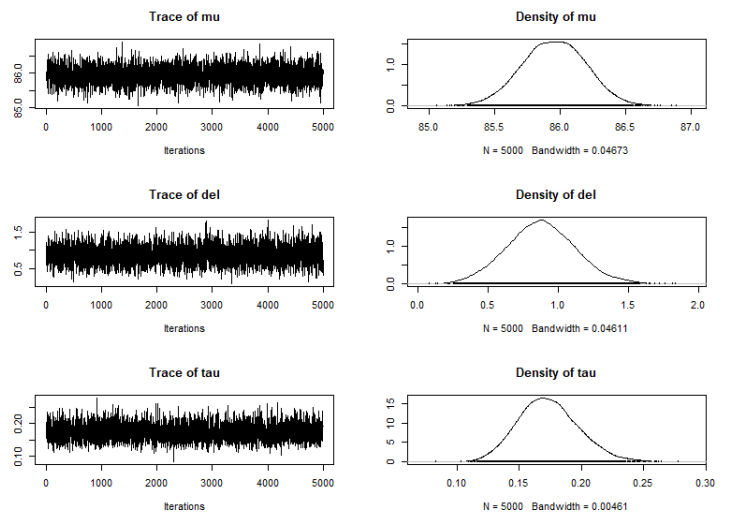 Trace of mu
85.0 86.0
0 1000 2000 3000 4000 5000
Iterations
Density of mu
0.0 1.0
85.0 85.5 86.0 86.5 87.0
N = 5000 Bandwidth = 0.04673
Trace of del
0.5 1.5
0 1000 2000 3000 4000 5000
Iterations
Density of del
0.0 1.0
0.0 0.5 1.0 1.5 2.0
N = 5000 Bandwidth = 0.04611
Trace of tau
0.10 0.20
0 1000 2000 3000 4000 5000
Iterations
Density of tau
0 5 10 15
0.10 0.15 0.20 0.25 0.30
N = 5000 Bandwidth = 0.00461